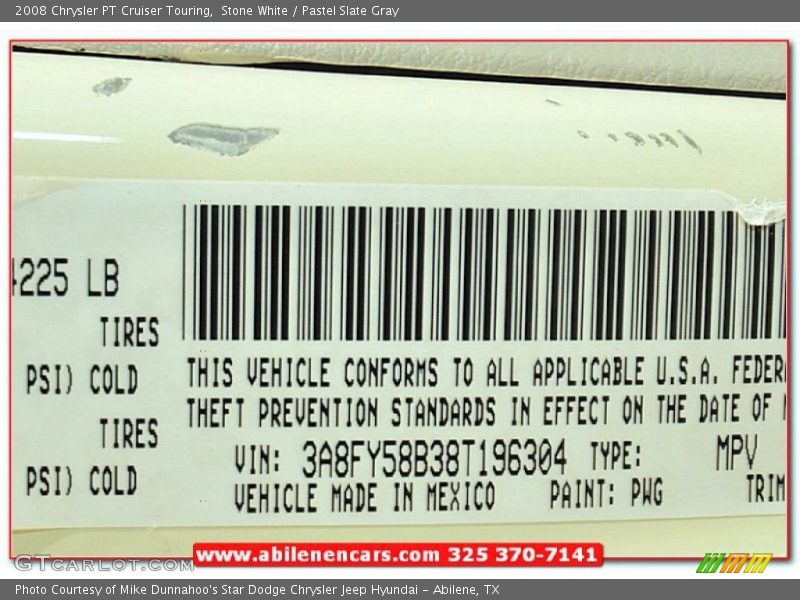 2008 Chrysler PT Cruiser Touring,  Stone White / Pastel Slate Gray
4225 LB
TIRES
PSI) COLD
TIRES
PSI) COLD
THIS VEHICLE CONFORMS TO ALL APPLICABLE U.S.A. FEDER
THEFT PREVENTION STANDARDS IN EFFECT ON THE DATE OF
VIN: 3A8FY58B38T196304 TYPE: MPV
VEHICLE MADE IN MEXICO PAINT: PWG TRIM
www.abilenencars.com 325 370-7141
GTCarLot.com
Photo Courtesy of Mike Dunnahoo's Star Dodge Chrysler Jeep Hyundai - Abilene, TX